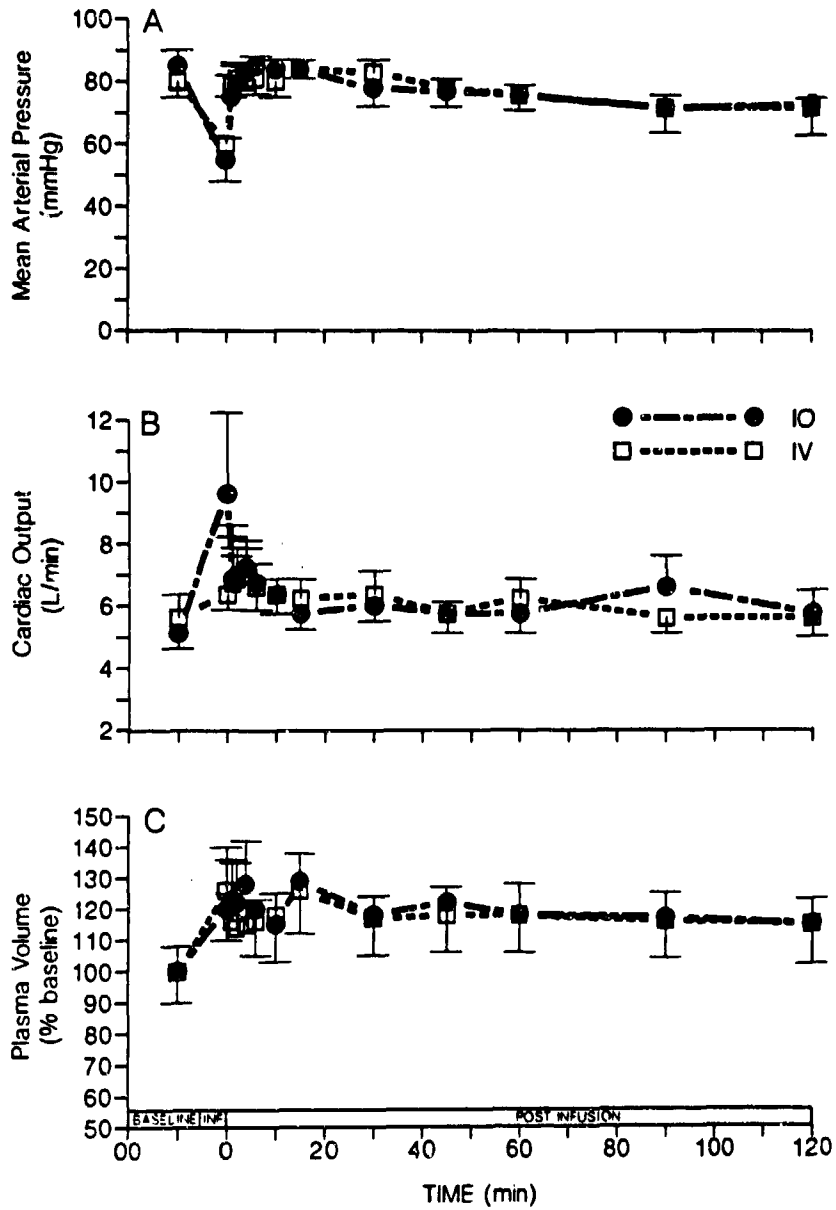 A
100
80
60
40
20
0
Mean Arterial Pressure
(mmHg)
B
12
10
8
6
4
2
Cardiac Output
(L/min)
IO
IV
C
150
140
130
120
110
100
90
80
70
60
50
Plasma Volume
(% baseline)
BASELINE INF POST INFUSION
00 0 20 40 60 80 100 120
TIME (min)